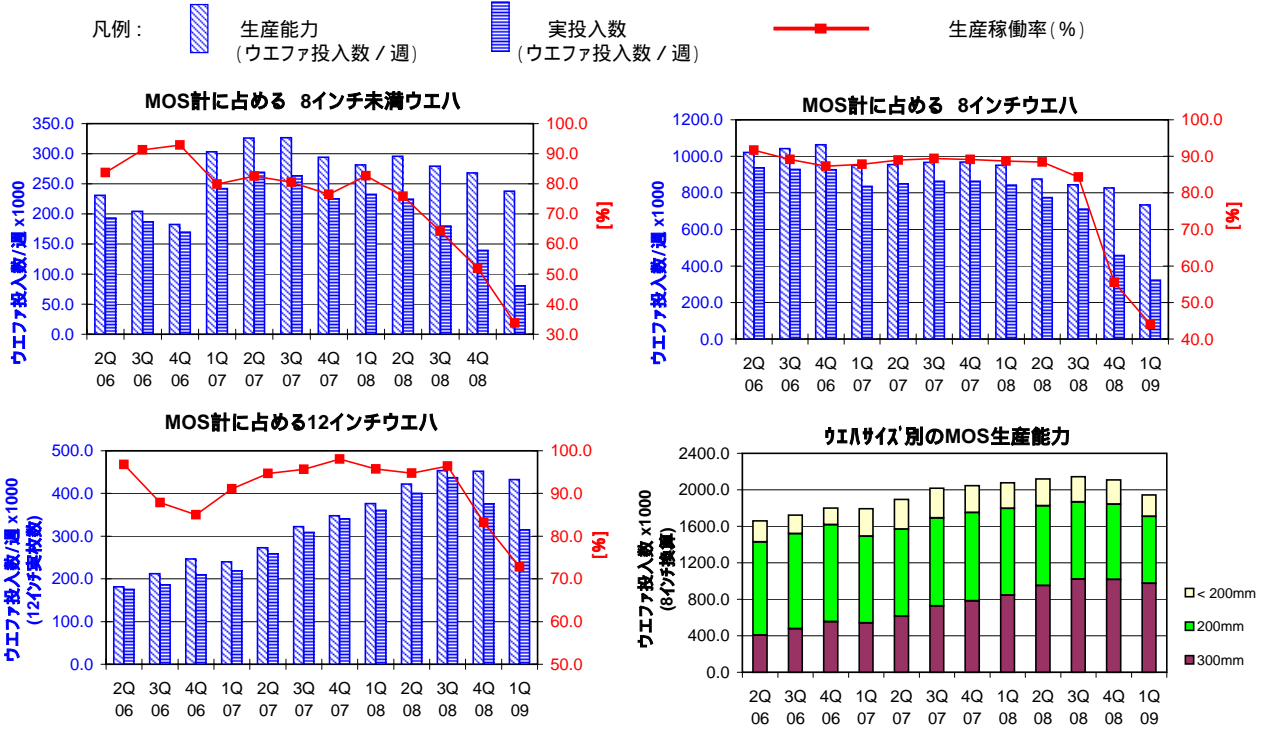 凡例：
生産能力
(ウエファ投入数 / 週)
実投入数
(ウエファ投入数 / 週)
生産稼働率(%)
MOS計に占める 8インチ未満ウエハ
ウエファ投入数/週 x1000
[%]
350.0
300.0
250.0
200.0
150.0
100.0
50.0
0.0
100.0
90.0
80.0
70.0
60.0
50.0
40.0
30.0
2Q 3Q 4Q 1Q 2Q 3Q 4Q 1Q 2Q 3Q 4Q
06 06 06 07 07 07 07 08 08 08 08
MOS計に占める 8インチウエハ
ウエファ投入数/週 x1000
[%]
1200.0
1000.0
800.0
600.0
400.0
200.0
0.0
100.0
90.0
80.0
70.0
60.0
50.0
40.0
2Q 3Q 4Q 1Q 2Q 3Q 4Q 1Q 2Q 3Q 4Q 1Q
06 06 06 07 07 07 07 08 08 08 08 09
MOS計に占める12インチウエハ
ウエファ投入数/週 x1000
(12インチ実枚数)
[%]
500.0
400.0
300.0
200.0
100.0
0.0
100.0
90.0
80.0
70.0
60.0
50.0
2Q 3Q 4Q 1Q 2Q 3Q 4Q 1Q 2Q 3Q 4Q 1Q
06 06 06 07 07 07 07 08 08 08 08 09
ウエハサイズ別のMOS生産能力
ウエファ投入数 x1000
(8インチ換算)
2400.0
2000.0
1600.0
1200.0
800.0
400.0
0.0
2Q 3Q 4Q 1Q 2Q 3Q 4Q 1Q 2Q 3Q 4Q 1Q
06 06 06 07 07 07 07 08 08 08 08 09
< 200mm
200mm
300mm